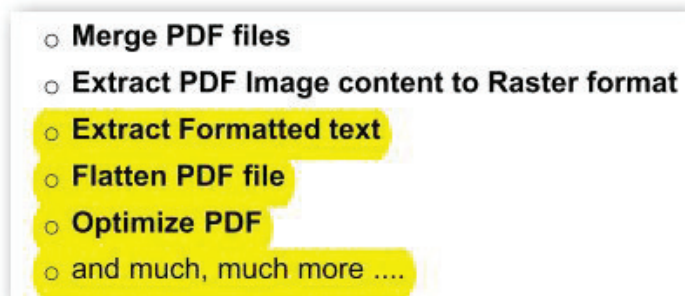 ○ Merge PDF files
○ Extract PDF Image content to Raster format
○ Extract Formatted text
○ Flatten PDF file
○ Optimize PDF
○ and much, much more ....